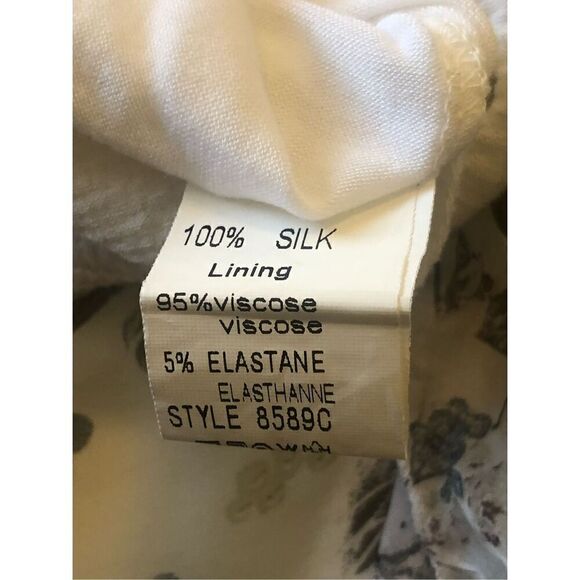 100% SILK
Lining
95%viscose
viscose
5% ELASTANE
ELASTHANNE
STYLE 8589C